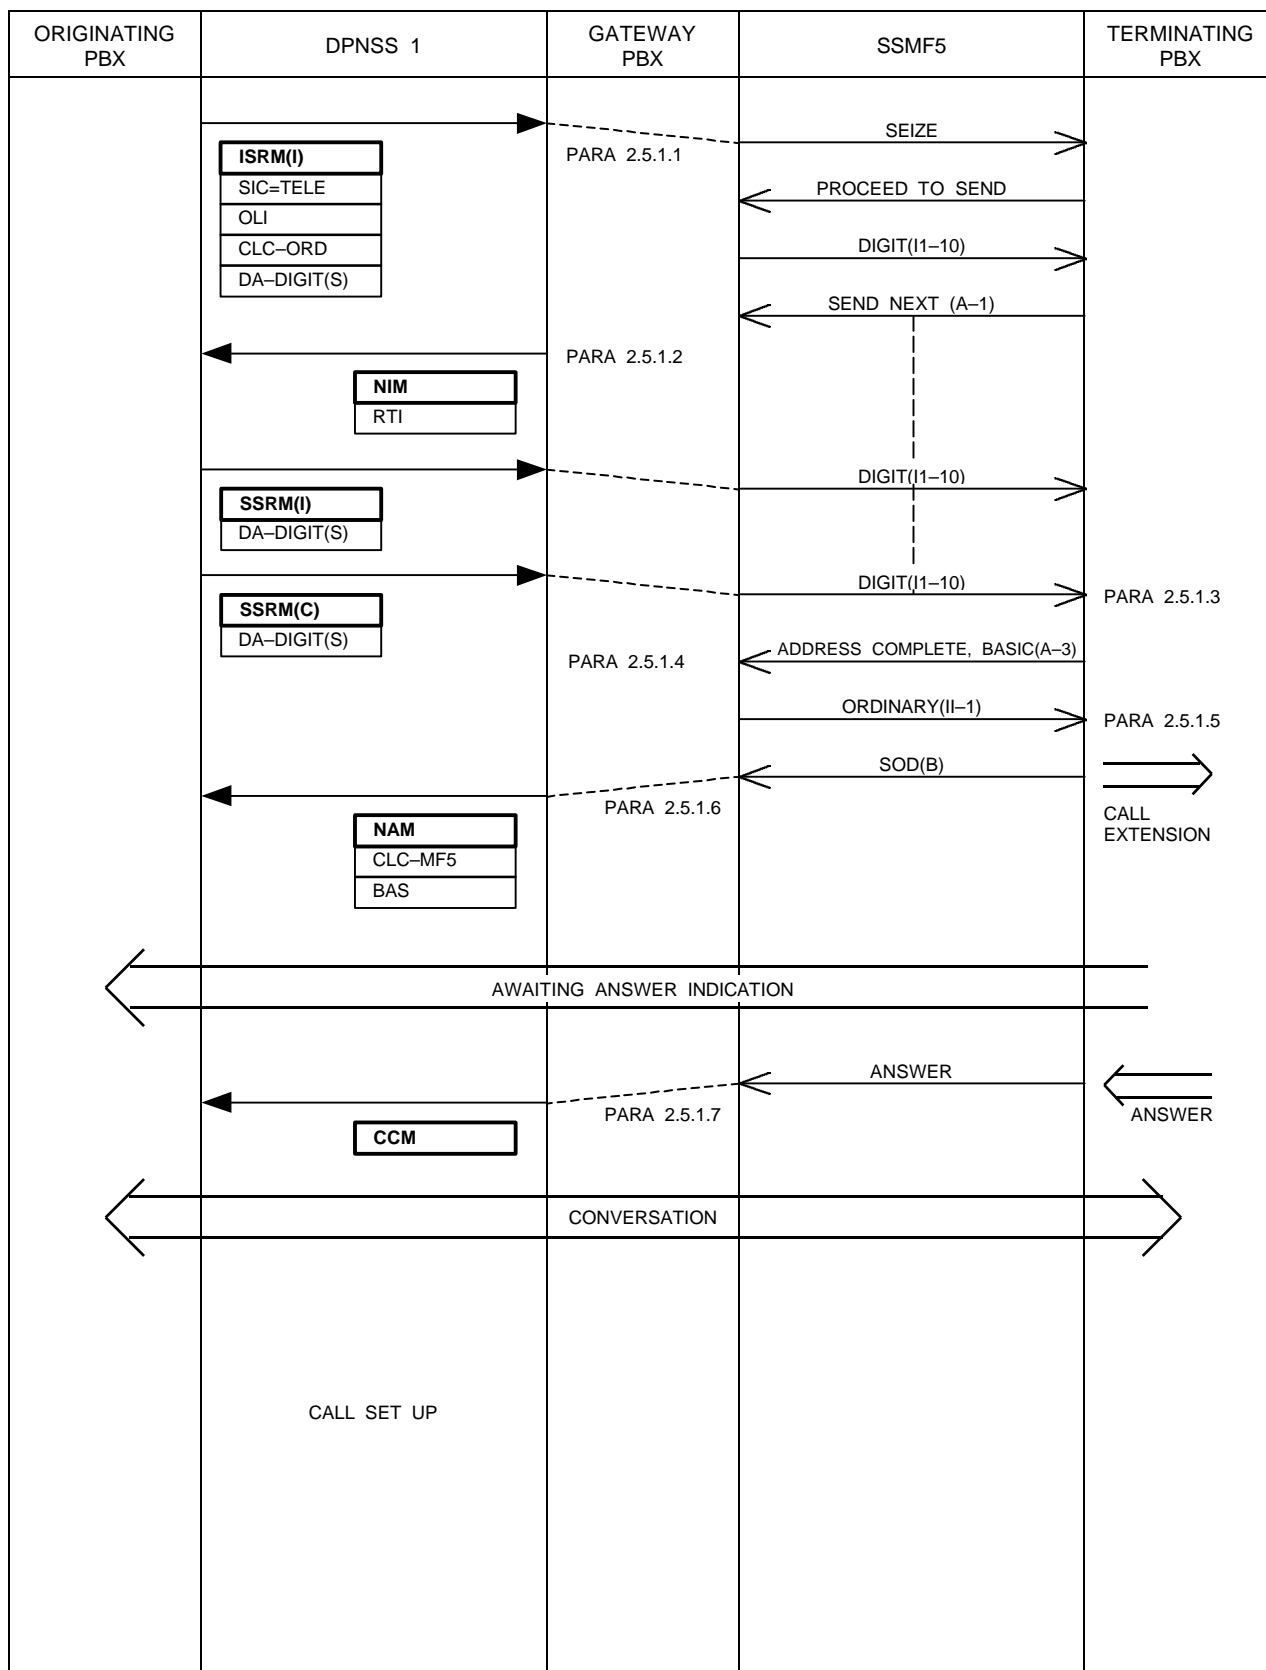 ORIGINATING
PBX
DPNSS 1
GATEWAY
PBX
SSMF5
TERMINATING
PBX
SEIZE
PARA 2.5.1.1
ISRM(I)
SIC=TELE
OLI
CLC–ORD
DA–DIGIT(S)
PROCEED TO SEND
DIGIT(I1–10)
SEND NEXT (A–1)
PARA 2.5.1.2
NIM
RTI
DIGIT(I1–10)
SSRM(I)
DA–DIGIT(S)
DIGIT(I1–10)
PARA 2.5.1.3
SSRM(C)
DA–DIGIT(S)
ADDRESS COMPLETE, BASIC(A–3)
PARA 2.5.1.4
ORDINARY(II–1)
PARA 2.5.1.5
SOD(B)
PARA 2.5.1.6
CALL
EXTENSION
NAM
CLC–MF5
BAS
AWAITING ANSWER INDICATION
ANSWER
PARA 2.5.1.7
ANSWER
CCM
CONVERSATION
CALL SET UP